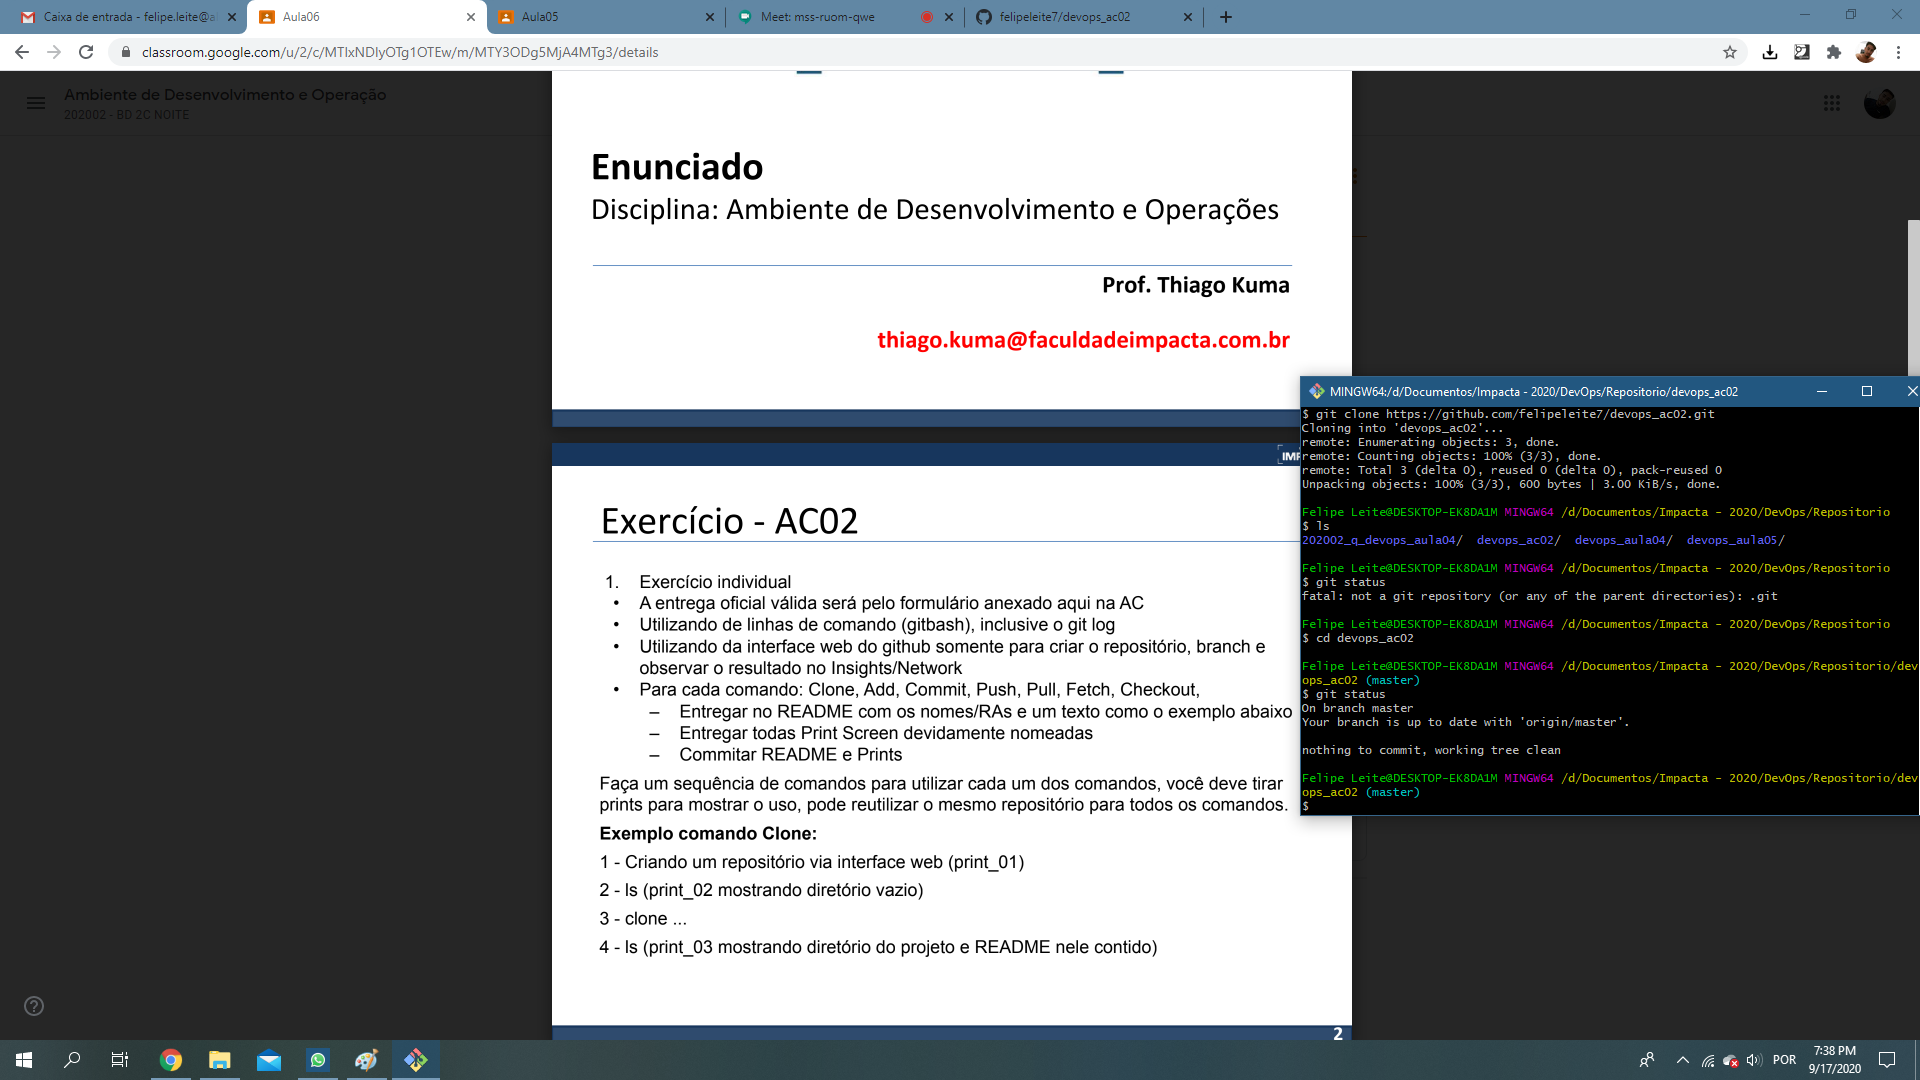 Caixa de entrada - felipe.leite@a
Aula06
Aula05
Meet: mss-ruom-qwe
felipeleite7/devops_ac02
classroom.google.com/u/2/c/MTIxNDIyOTg1OTEw/m/MTY3ODg5MjA4MTg3/details
Ambiente de Desenvolvimento e Operação
202002 - BD 2C NOITE
Enunciado
Disciplina: Ambiente de Desenvolvimento e Operações
Prof. Thiago Kuma
thiago.kuma@faculdadeimpacta.com.br
IMP
Exercício - AC02
1. Exercício individual
• A entrega oficial válida será pelo formulário anexado aqui na AC
• Utilizando de linhas de comando (gitbash), inclusive o git log
• Utilizando da interface web do github somente para criar o repositório, branch e
observar o resultado no Insights/Network
• Para cada comando: Clone, Add, Commit, Push, Pull, Fetch, Checkout,
– Entregar no README com os nomes/RAs e um texto como o exemplo abaixo
– Entregar todas Print Screen devidamente nomeadas
– Commitar README e Prints
Faça um sequência de comandos para utilizar cada um dos comandos, você deve tirar
prints para mostrar o uso, pode reutilizar o mesmo repositório para todos os comandos.
Exemplo comando Clone:
1 - Criando um repositório via interface web (print_01)
2 - ls (print_02 mostrando diretório vazio)
3 - clone ...
4 - ls (print_03 mostrando diretório do projeto e README nele contido)
2
MINGW64:/d/Documentos/Impacta - 2020/DevOps/Repositorio/devops_ac02
$ git clone https://github.com/felipeleite7/devops_ac02.git
Cloning into 'devops_ac02'...
remote: Enumerating objects: 3, done.
remote: Counting objects: 100% (3/3), done.
remote: Total 3 (delta 0), reused 0 (delta 0), pack-reused 0
Unpacking objects: 100% (3/3), 600 bytes | 3.00 KiB/s, done.
Felipe Leite@DESKTOP-EK8DA1M MINGW64 /d/Documentos/Impacta - 2020/DevOps/Repositorio
$ ls
202002_q_devops_aula04/ devops_ac02/ devops_aula04/ devops_aula05/
Felipe Leite@DESKTOP-EK8DA1M MINGW64 /d/Documentos/Impacta - 2020/DevOps/Repositorio
$ git status
fatal: not a git repository (or any of the parent directories): .git
Felipe Leite@DESKTOP-EK8DA1M MINGW64 /d/Documentos/Impacta - 2020/DevOps/Repositorio
$ cd devops_ac02
Felipe Leite@DESKTOP-EK8DA1M MINGW64 /d/Documentos/Impacta - 2020/DevOps/Repositorio/dev
ops_ac02 (master)
$ git status
On branch master
Your branch is up to date with 'origin/master'.
nothing to commit, working tree clean
Felipe Leite@DESKTOP-EK8DA1M MINGW64 /d/Documentos/Impacta - 2020/DevOps/Repositorio/dev
ops_ac02 (master)
$
POR
7:38 PM
9/17/2020